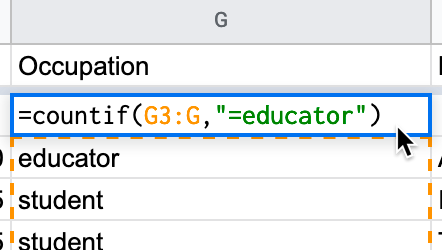 G
Occupation
=countif(G3:G,"=educator")
educator
student
student